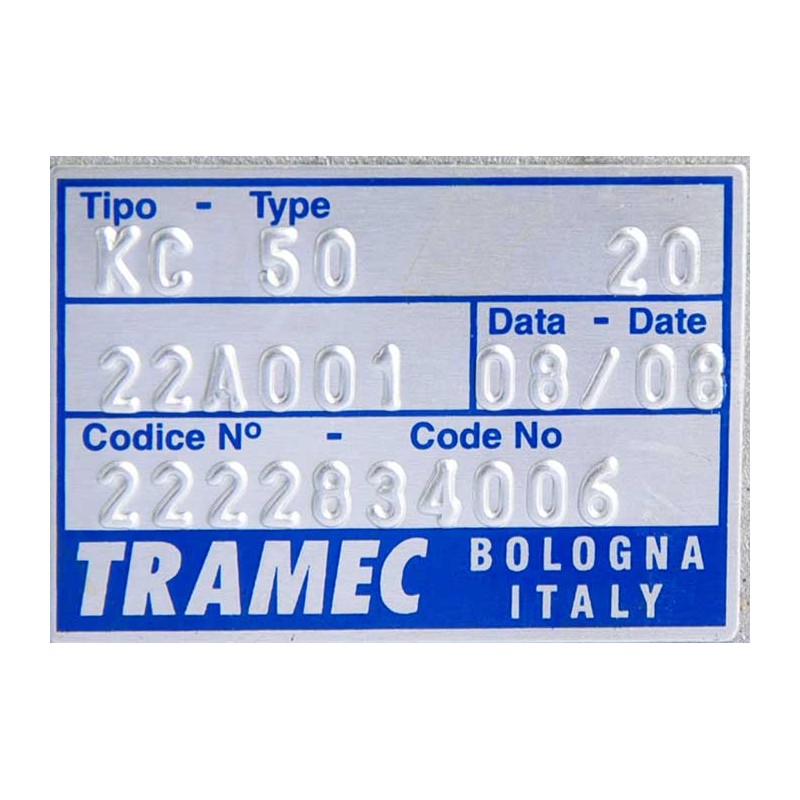 Tipo - Type
KC 50 20
Data - Date
22A001 08/08
Codice Nº - Code No
2222834006
TRAMEC BOLOGNA
ITALY